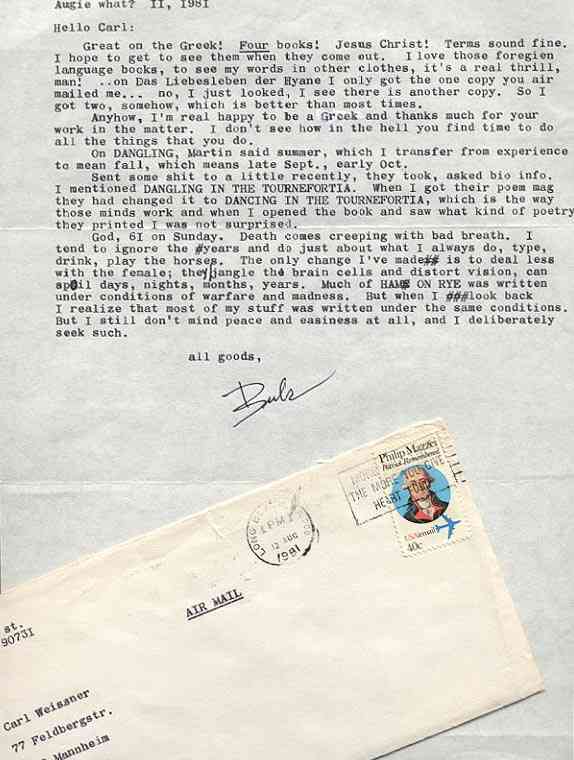 Augie what? II, I98I
Hello Carl:
Great on the Greek! Four books! Jesus Christ! Terms sound fine.
I hope to get to see them when they come out. I love those foregien
language books, to see my words in other clothes, it's a real thrill,
man! ..on Das Liebesleben der Hyane I only got the one copy you air
mailed me... no, I just looked, I see there is another copy. So I
got two, somehow, which is better than most times.
Anyhow, I'm real happy to be a Greek and thanks much for your
work in the matter. I don't see how in the hell you find time to do
all the things that you do.
On DANGLING, Martin said summer, which I transfer from experience
to mean fall, which means late Sept., early Oct.
Sent some shit to a little recently, they took, asked bio info.
I mentioned DANGLING IN THE TOURNEFORTIA. When I got their poem mag
they had changed it to DANCING IN THE TOURNEFORTIA, which is the way
those minds work and when I opened the book and saw what kind of poetry
they printed I was not surprised.
God, 6I on Sunday. Death comes creeping with bad breath. I
tend to ignore the #years and do just about what I always do, type,
drink, play the horses. The only change I've made## is to deal less
with the female; they jangle the brain cells and distort vision, can
spoil days, nights, months, years. Much of HAM ON RYE was written
under conditions of warfare and madness. But when I ###look back
I realize that most of my stuff was written under the same conditions.
But I still don't mind peace and easiness at all, and I deliberately
seek such.
all goods,
Buk
Philip Mazzei
Patriot Remembered
THE MORE YOU GIVE
HEART
USAirmail
40c
LONG
PM
12 AUG
1981
AIR MAIL
st.
9073I
Carl Weissner
77 Feldbergstr.
Mannheim